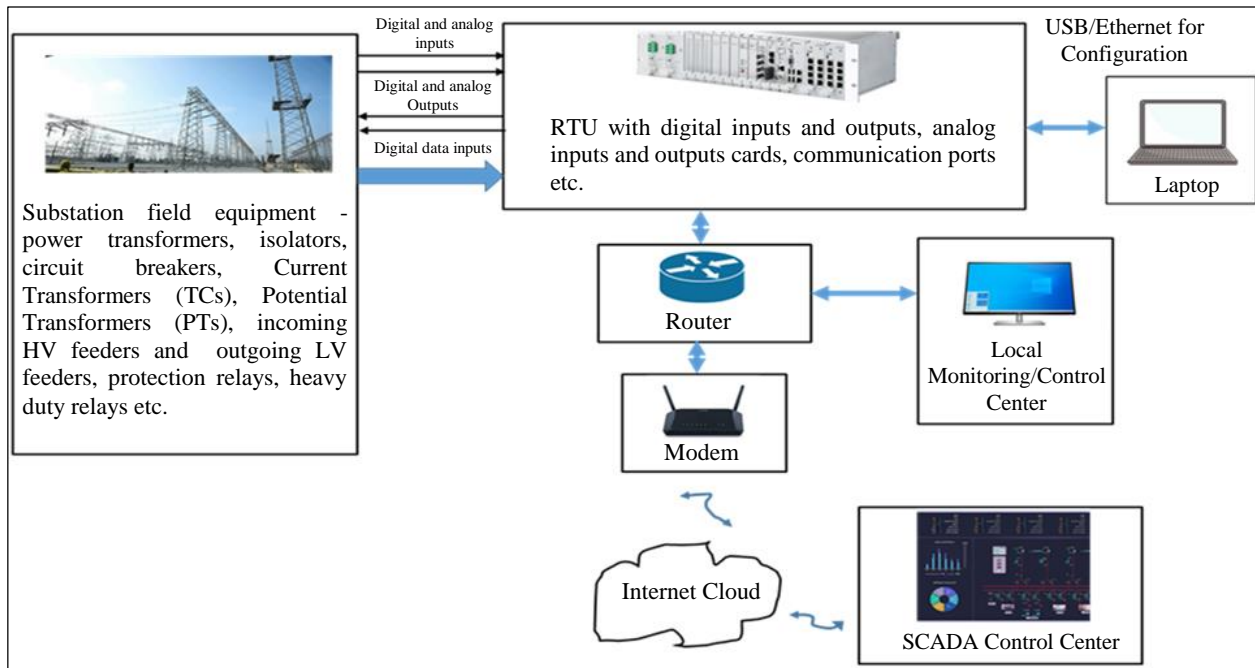 Digital and analog
inputs
Digital and analog
Outputs
Digital data inputs
Substation field equipment -
power transformers, isolators,
circuit breakers, Current
Transformers (TCs), Potential
Transformers (PTs), incoming
HV feeders and outgoing LV
feeders, protection relays, heavy
duty relays etc.
RTU with digital inputs and outputs, analog
inputs and outputs cards, communication ports
etc.
USB/Ethernet for
Configuration
Laptop
Router
Local
Monitoring/Control
Center
Modem
Internet Cloud
SCADA Control Center